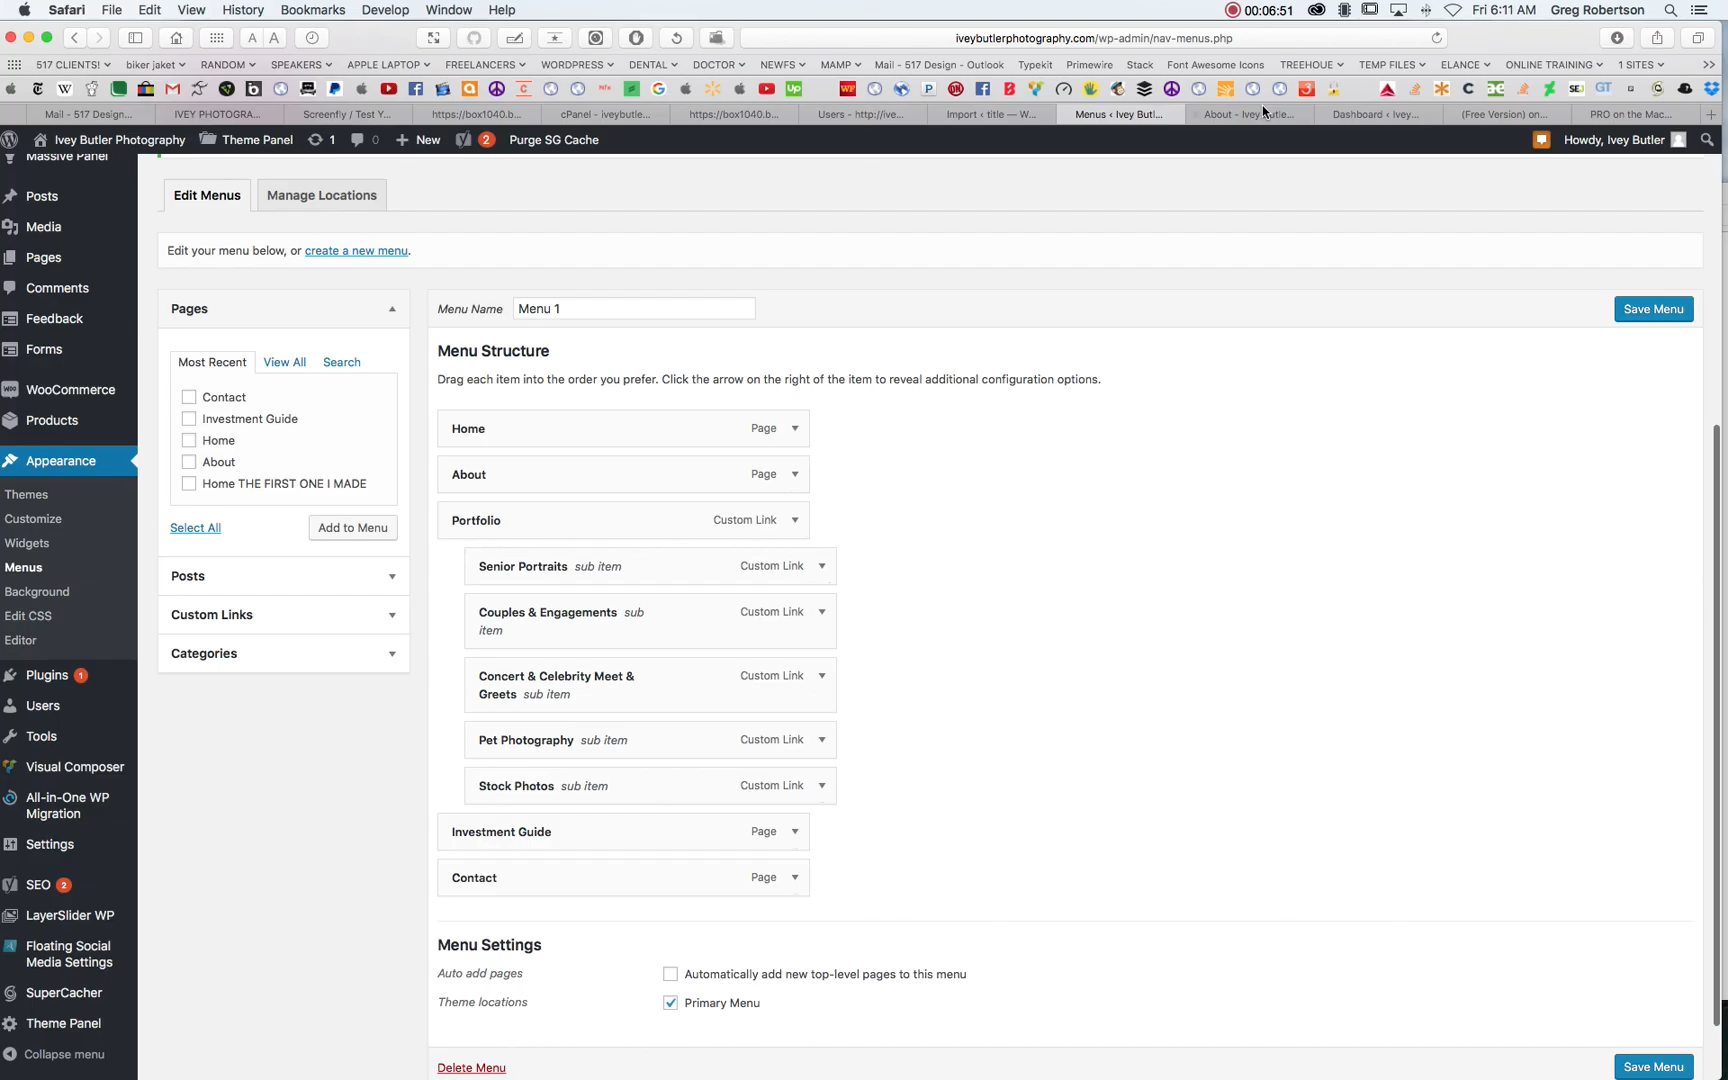 Safari File Edit View History Bookmarks Develop Window Help 00:06:51 Fri 6:11 AM Greg Robertson
A A iveybutlerphotography.com/wp-admin/nav-menus.php
517 CLIENTS! biker jaket RANDOM SPEAKERS APPLE LAPTOP FREELANCERS WORDPRESS DENTAL DOCTOR NEWFS MAMP Mail - 517 Design - Outlook Typekit Primewire Stack Font Awesome Icons TREEHOUSE TEMP FILES ELANCE ONLINE TRAINING 1 SITES
Mail - 517 Design... IVEY PHOTOGRA... Screenfly / Test Y... https://box1040.b... cPanel - iveybutle... https://box1040.b... Users - http://ive... Import ‹ title — W... Menus ‹ Ivey Butl... About - Ivey Butle... Dashboard ‹ Ivey... (Free Version) on... PRO on the Mac...
Ivey Butler Photography Theme Panel 1 0 New 2 Purge SG Cache Howdy, Ivey Butler
Massive Panel
Posts
Media
Pages
Comments
Feedback
Forms
WooCommerce
Products
Appearance
Themes
Customize
Widgets
Menus
Background
Edit CSS
Editor
Plugins 1
Users
Tools
Visual Composer
All-in-One WP
Migration
Settings
SEO 2
LayerSlider WP
Floating Social
Media Settings
SuperCacher
Theme Panel
Collapse menu
Edit Menus Manage Locations
Edit your menu below, or create a new menu.
Pages
Most Recent View All Search
Contact
Investment Guide
Home
About
Home THE FIRST ONE I MADE
Select All Add to Menu
Posts
Custom Links
Categories
Menu Name Menu 1 Save Menu
Menu Structure
Drag each item into the order you prefer. Click the arrow on the right of the item to reveal additional configuration options.
Home Page
About Page
Portfolio Custom Link
Senior Portraits sub item Custom Link
Couples & Engagements sub Custom Link
item
Concert & Celebrity Meet & Custom Link
Greets sub item
Pet Photography sub item Custom Link
Stock Photos sub item Custom Link
Investment Guide Page
Contact Page
Menu Settings
Auto add pages Automatically add new top-level pages to this menu
Theme locations Primary Menu
Delete Menu Save Menu